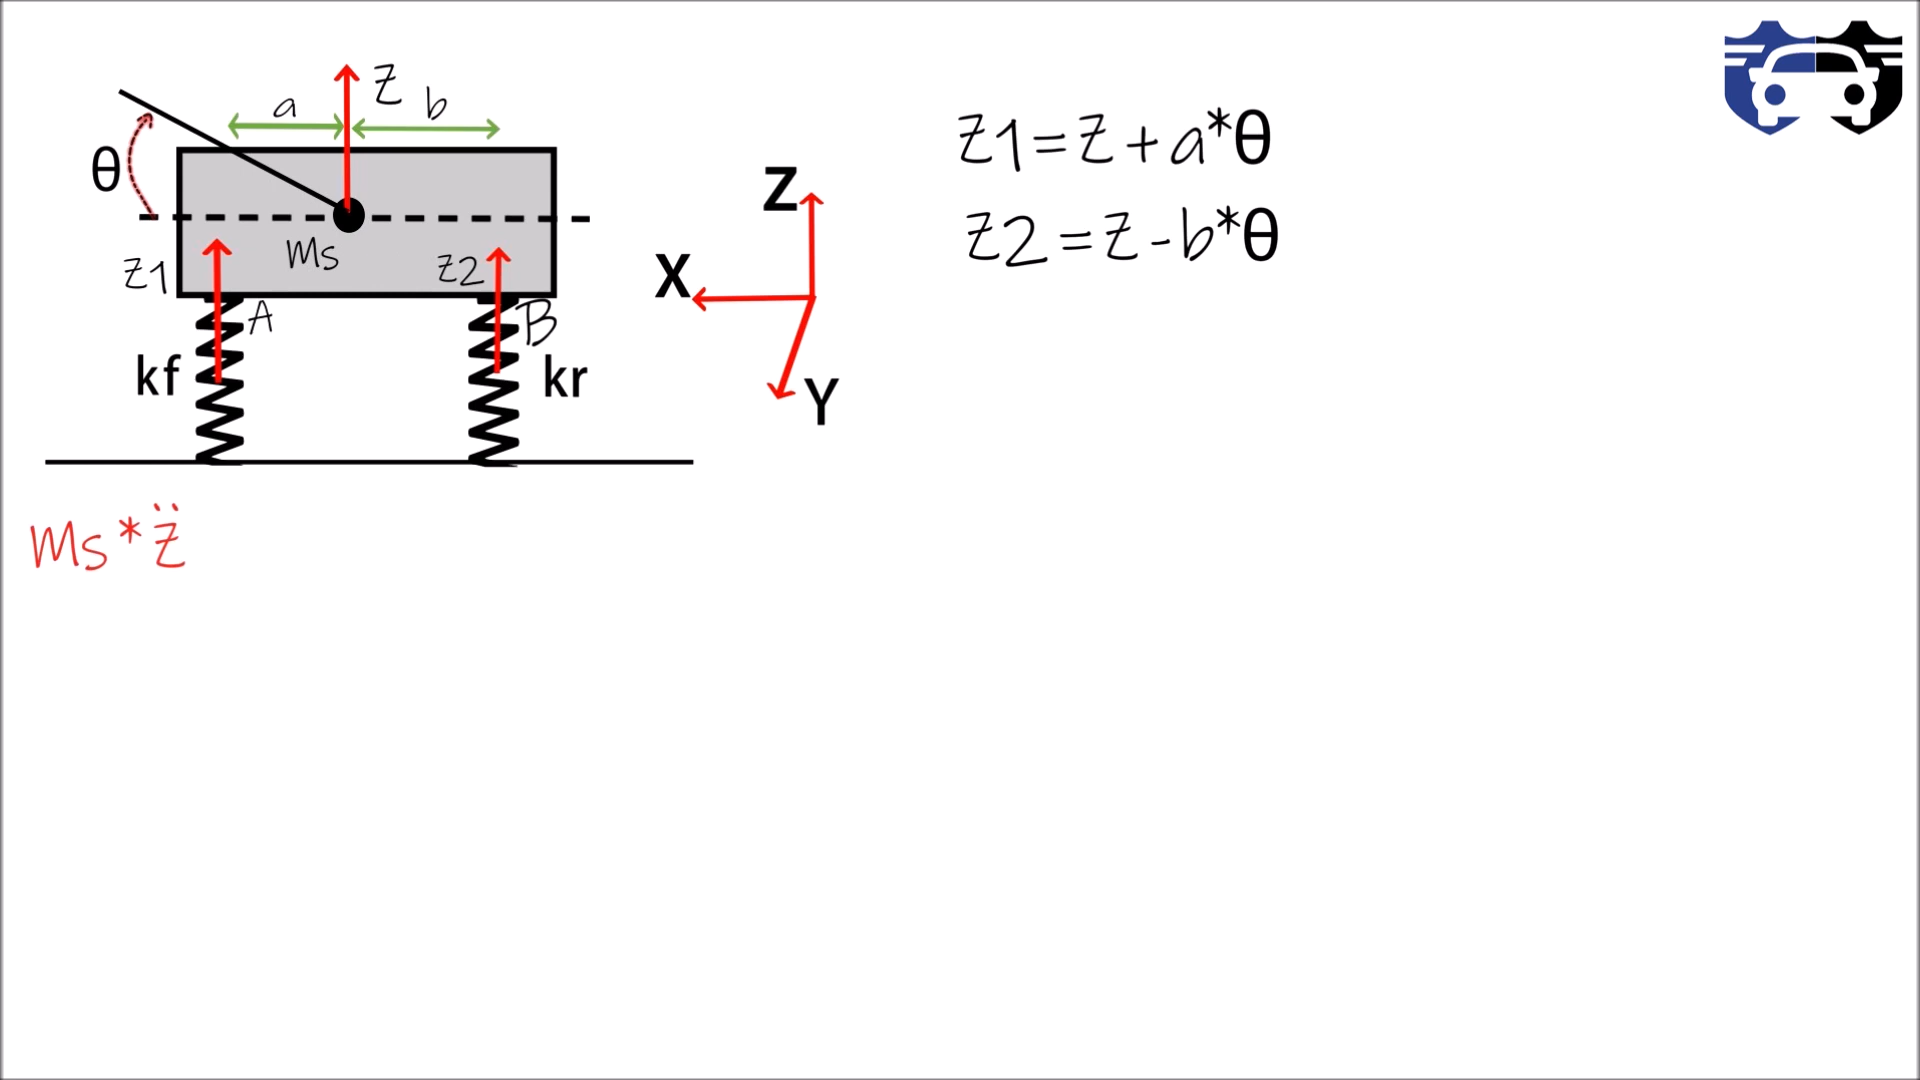 z
a
b
θ
Ms
z1
z2
A
B
kf
kr
Z
X
Y
z1=z+a*θ
z2=z-b*θ
Ms*z̈